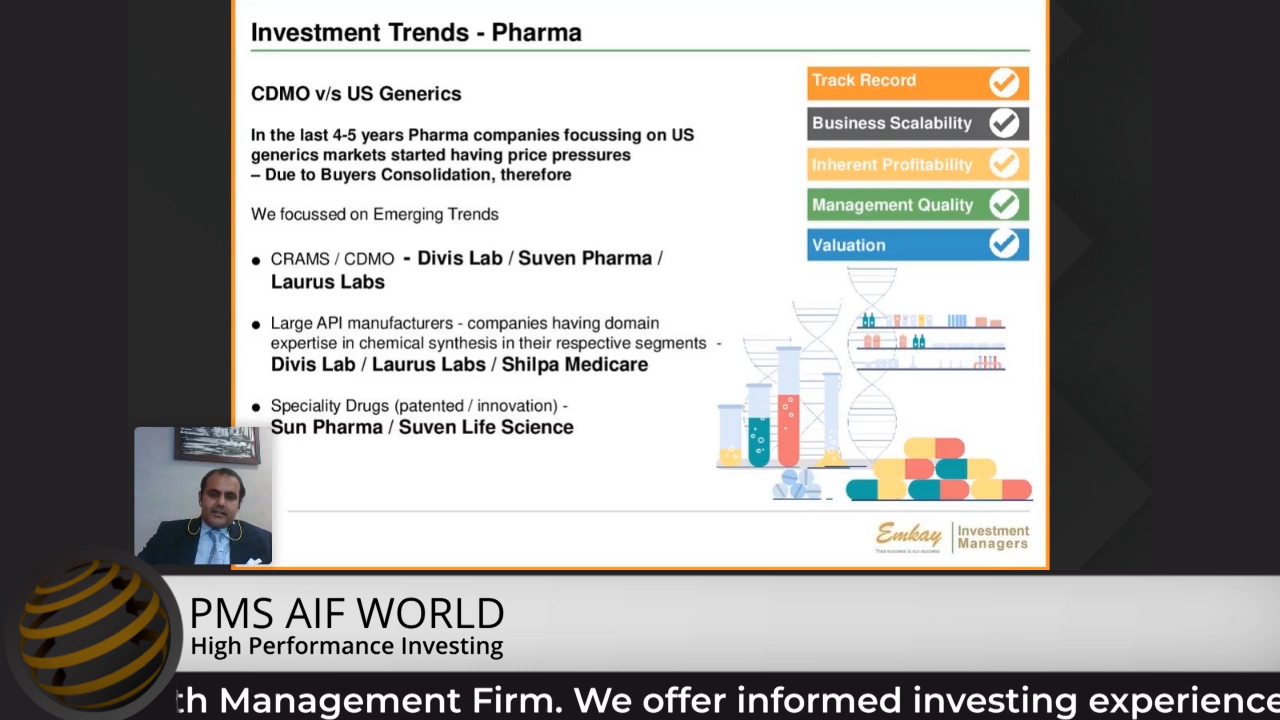 Investment Trends - Pharma
CDMO v/s US Generics
In the last 4-5 years Pharma companies focussing on US
generics markets started having price pressures
– Due to Buyers Consolidation, therefore
We focussed on Emerging Trends
● CRAMS / CDMO - Divis Lab / Suven Pharma /
Laurus Labs
● Large API manufacturers - companies having domain
expertise in chemical synthesis in their respective segments -
Divis Lab / Laurus Labs / Shilpa Medicare
● Speciality Drugs (patented / innovation) -
Sun Pharma / Suven Life Science
Track Record
Business Scalability
Inherent Profitability
Management Quality
Valuation
Emkay
Your success is our success
Investment
Managers
PMS AIF WORLD
High Performance Investing
th Management Firm. We offer informed investing experience